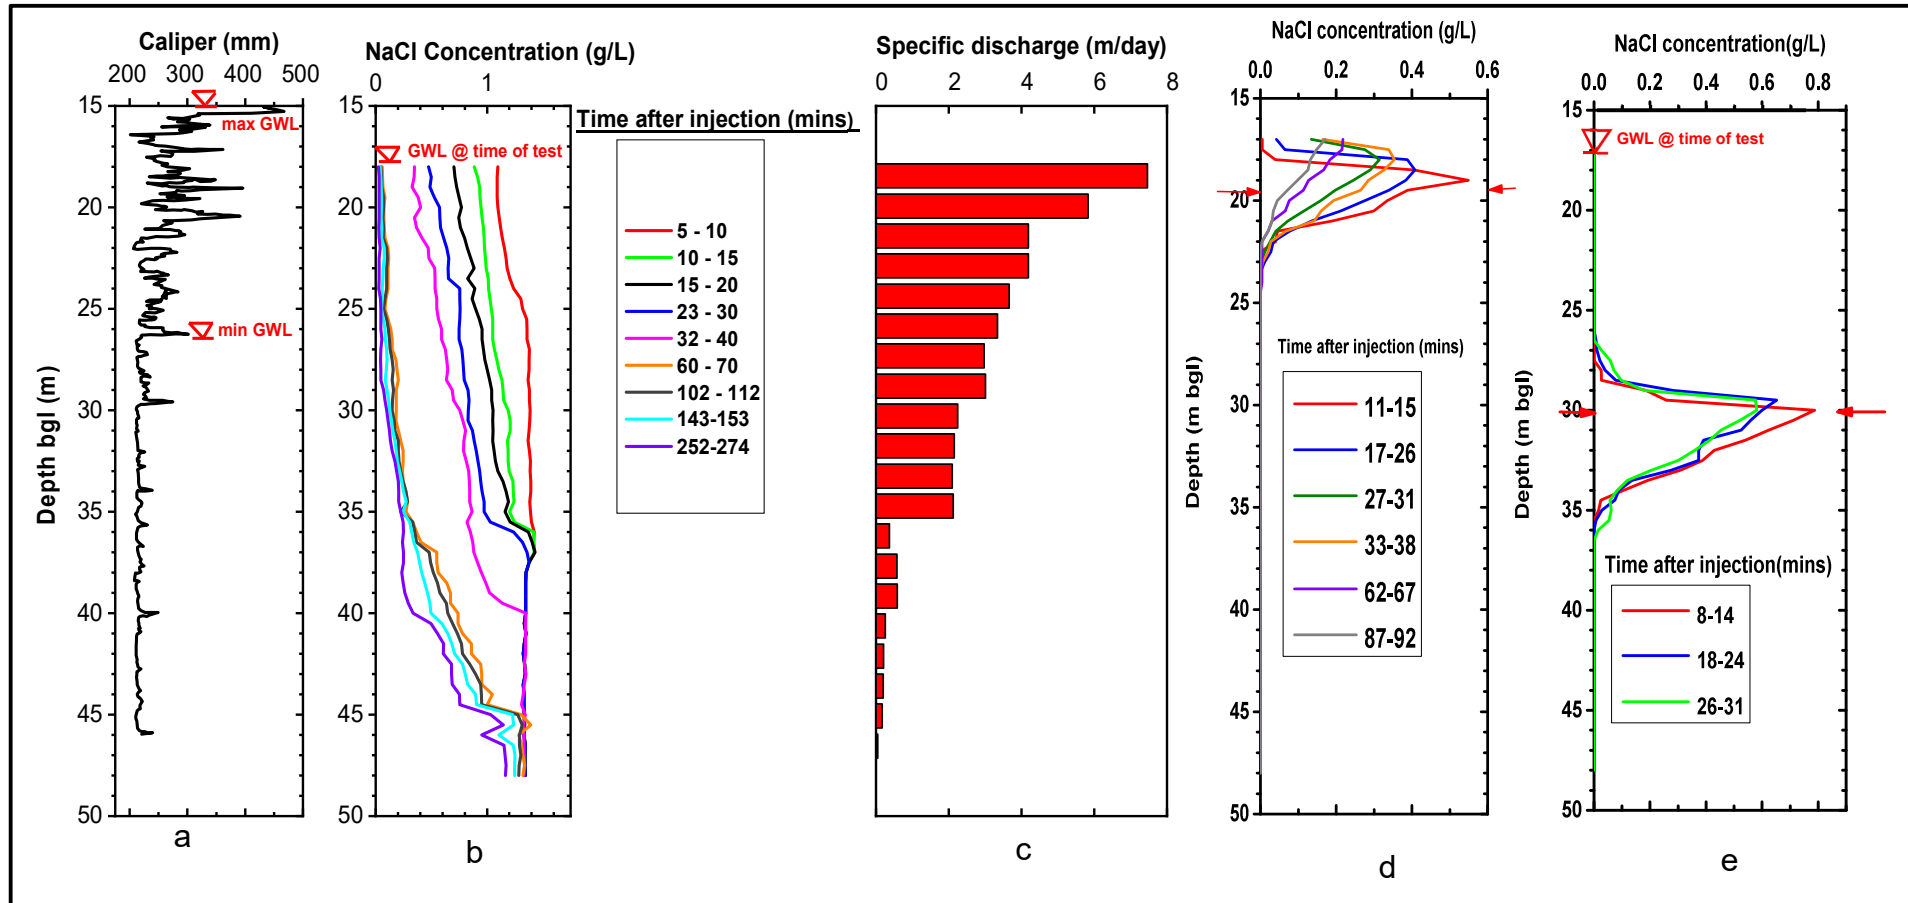 Caliper (mm)
200 300 400 500
15
20
25
30
35
40
45
50
Depth bgl (m)
max GWL
min GWL
a
NaCl Concentration (g/L)
0 1
15
20
25
30
35
40
45
50
GWL @ time of test
b
Time after injection (mins)
5 - 10
10 - 15
15 - 20
23 - 30
32 - 40
60 - 70
102 - 112
143-153
252-274
Specific discharge (m/day)
0 2 4 6 8
c
NaCl concentration (g/L)
0.0 0.2 0.4 0.6
15
20
25
30
35
40
45
50
Depth (m bgl)
Time after injection (mins)
11-15
17-26
27-31
33-38
62-67
87-92
d
NaCl concentration(g/L)
0.0 0.2 0.4 0.6 0.8
15
20
25
30
35
40
45
50
Depth (m bgl)
GWL @ time of test
Time after injection(mins)
8-14
18-24
26-31
e